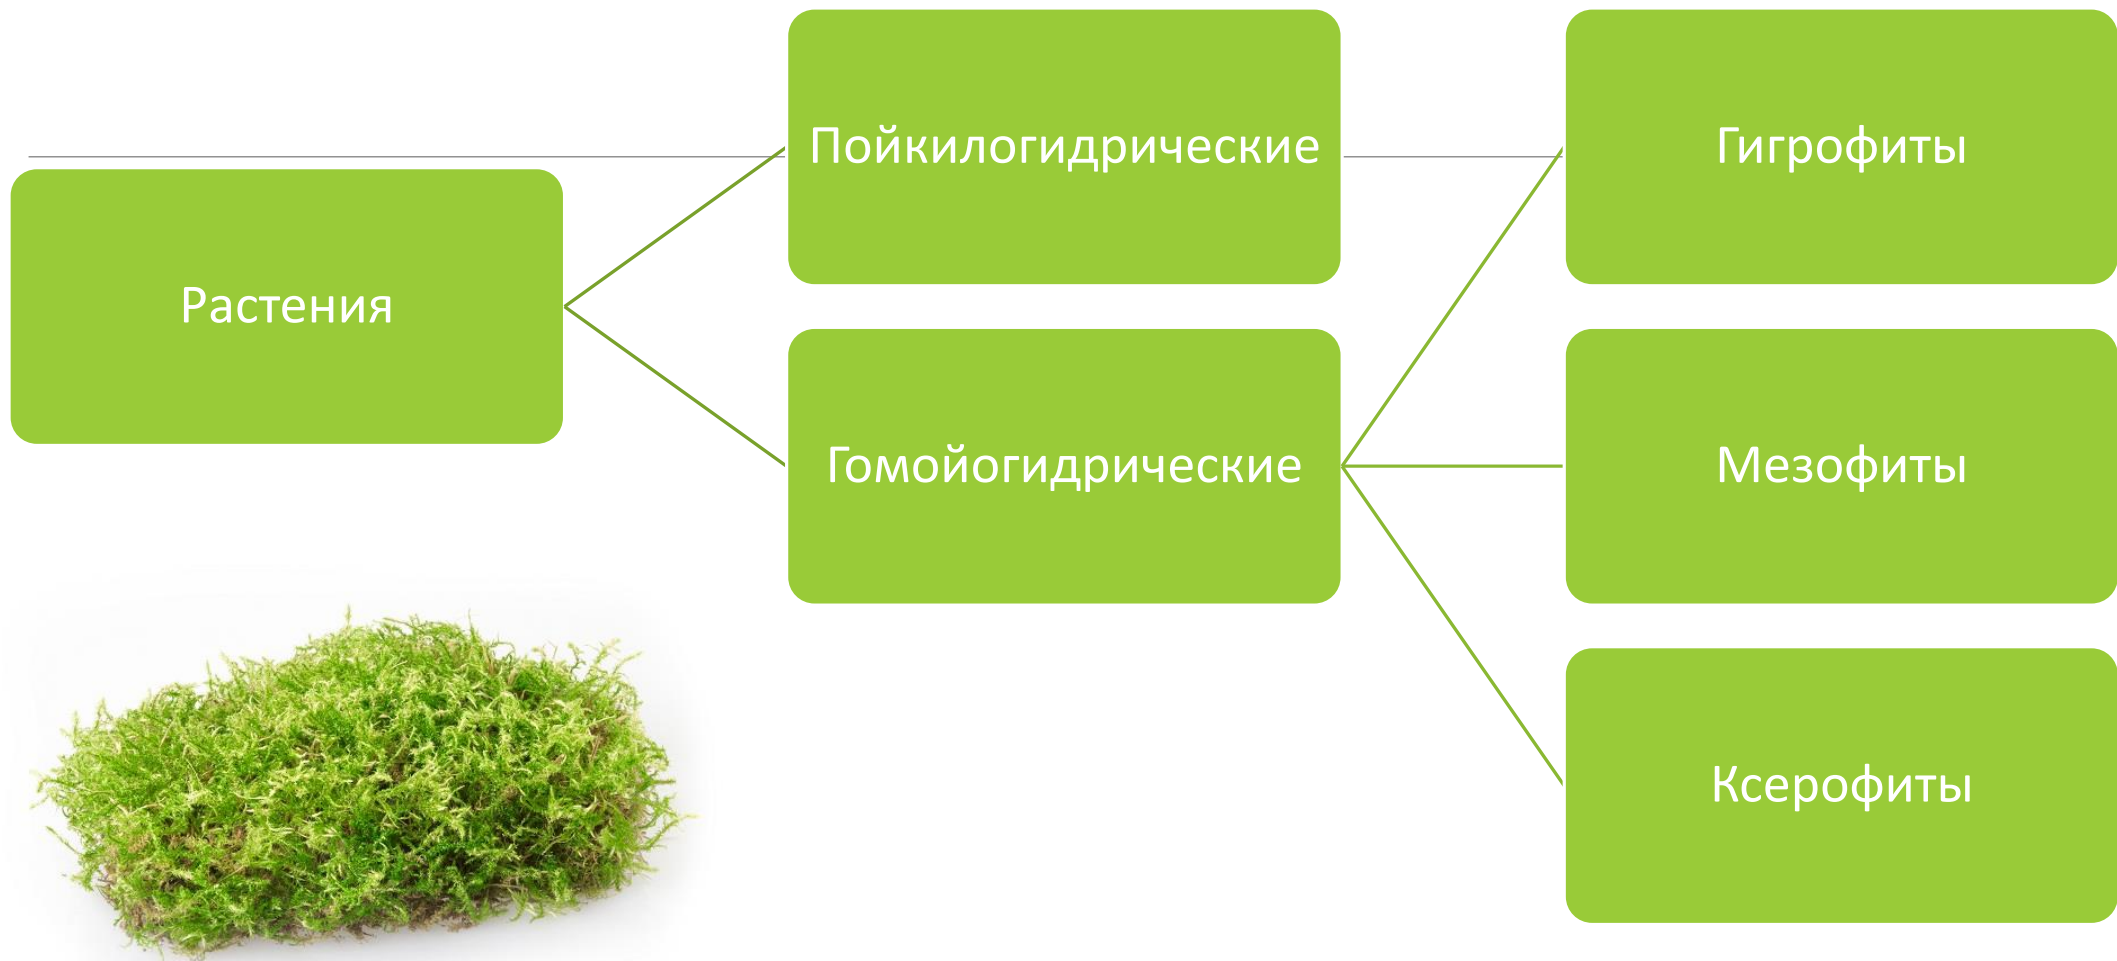 Растения
Пойкилогидрические
Гомойогидрические
Гигрофиты
Мезофиты
Ксерофиты